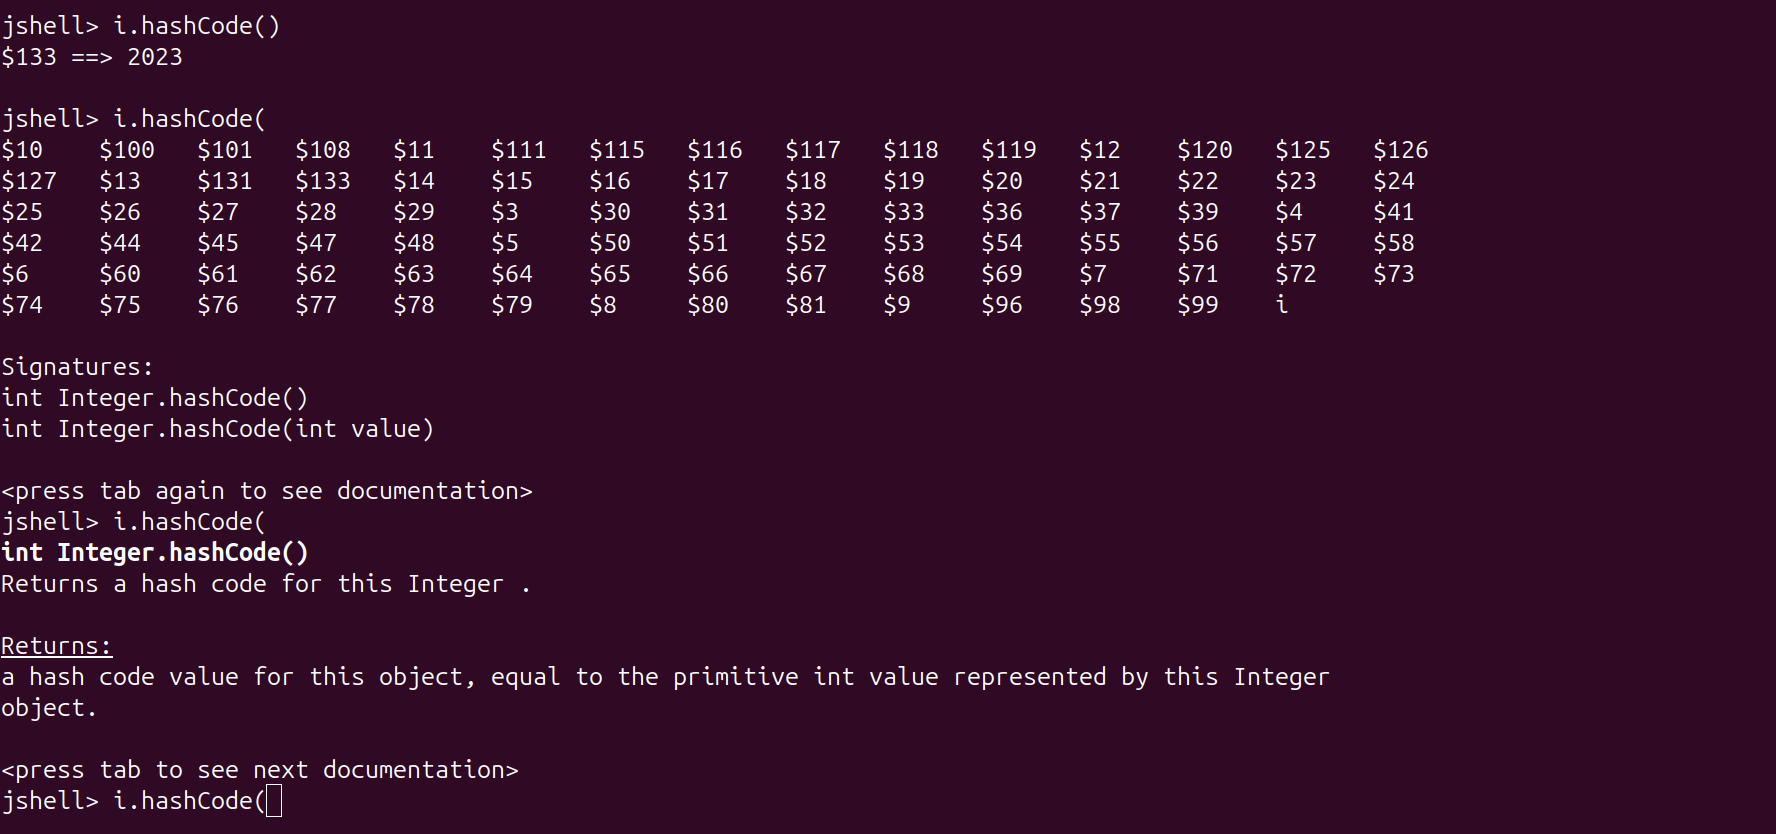 jshell> i.hashCode()
$133 ==> 2023
jshell> i.hashCode(
$10 $100 $101 $108 $11 $111 $115 $116 $117 $118 $119 $12 $120 $125 $126
$127 $13 $131 $133 $14 $15 $16 $17 $18 $19 $20 $21 $22 $23 $24
$25 $26 $27 $28 $29 $3 $30 $31 $32 $33 $36 $37 $39 $4 $41
$42 $44 $45 $47 $48 $5 $50 $51 $52 $53 $54 $55 $56 $57 $58
$6 $60 $61 $62 $63 $64 $65 $66 $67 $68 $69 $7 $71 $72 $73
$74 $75 $76 $77 $78 $79 $8 $80 $81 $9 $96 $98 $99 i
Signatures:
int Integer.hashCode()
int Integer.hashCode(int value)
<press tab again to see documentation>
jshell> i.hashCode(
int Integer.hashCode()
Returns a hash code for this Integer .
Returns:
a hash code value for this object, equal to the primitive int value represented by this Integer
object.
<press tab to see next documentation>
jshell> i.hashCode(